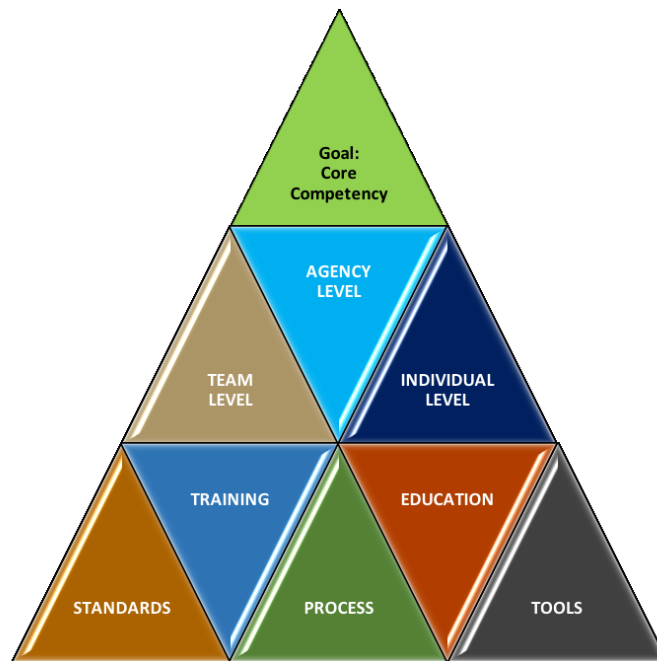 Goal:
Core
Competency
AGENCY
LEVEL
TEAM
LEVEL
INDIVIDUAL
LEVEL
TRAINING
EDUCATION
STANDARDS
PROCESS
TOOLS